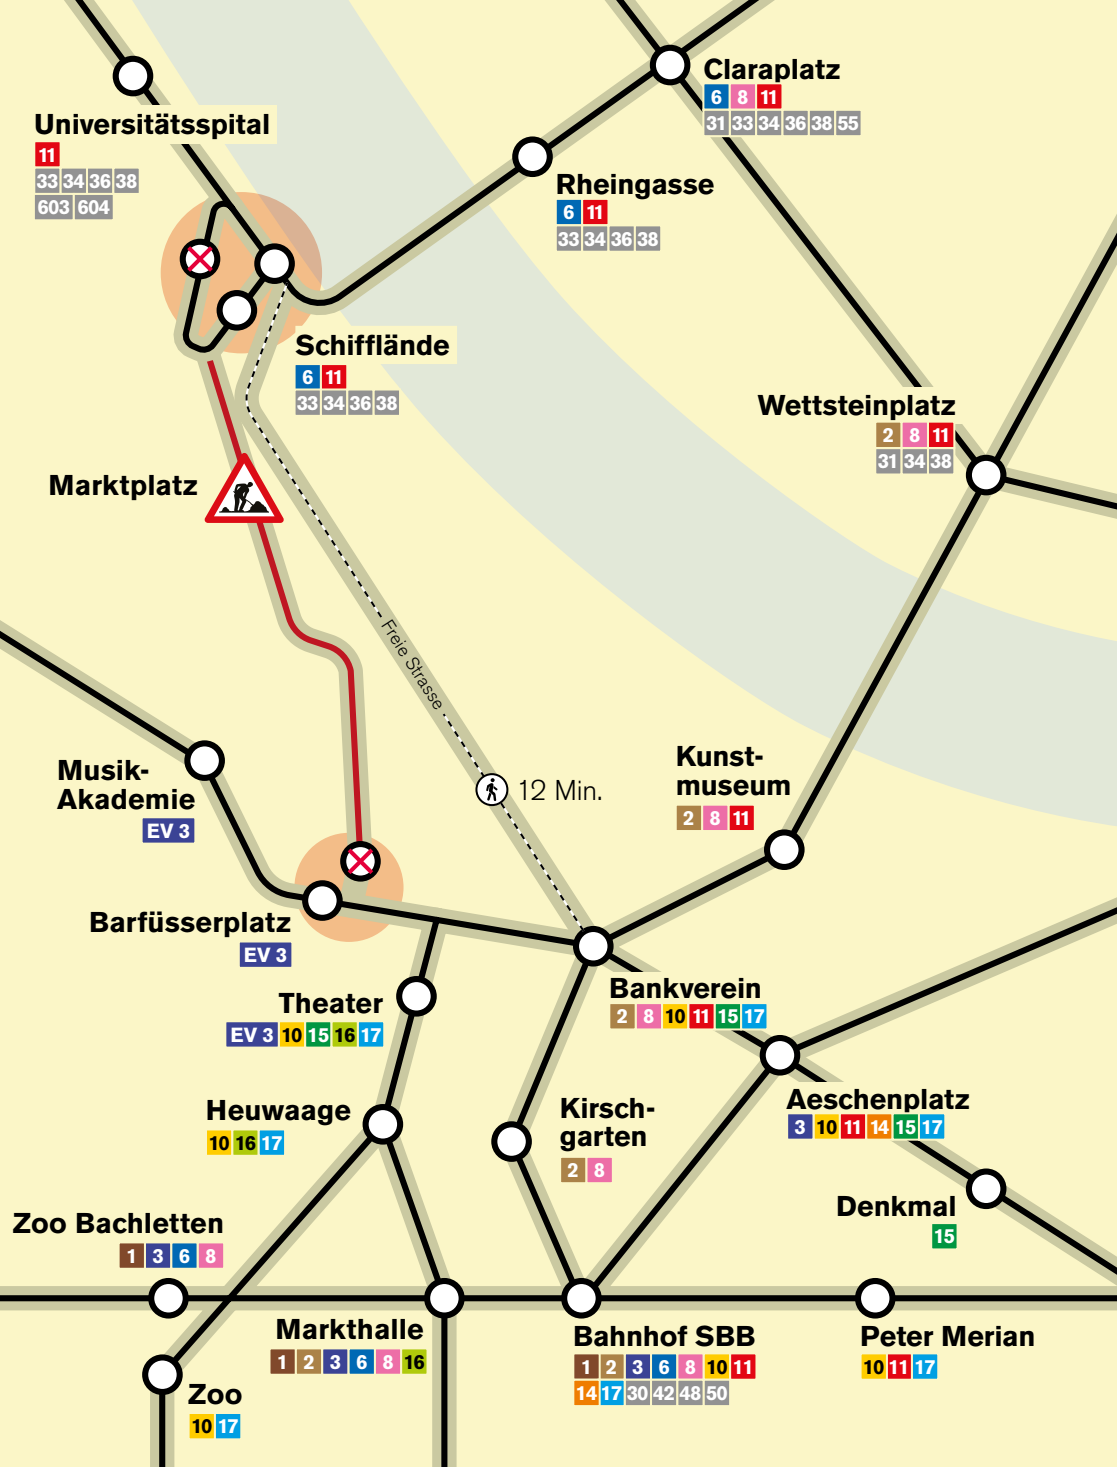 Claraplatz
6 8 11
31 33 34 36 38 55
Universitätsspital
11
33 34 36 38
603 604
Rheingasse
6 11
33 34 36 38
Schifflände
6 11
33 34 36 38
Wettsteinplatz
2 8 11
31 34 38
Marktplatz
Freie Strasse
12 Min.
Musik-
Akademie
EV 3
Kunst-
museum
2 8 11
Barfüsserplatz
EV 3
Theater
EV 3 10 15 16 17
Bankverein
2 8 10 11 15 17
Heuwaage
10 16 17
Kirsch-
garten
2 8
Aeschenplatz
3 10 11 14 15 17
Denkmal
15
Zoo Bachletten
1 3 6 8
Markthalle
1 2 3 6 8 16
Bahnhof SBB
1 2 3 6 8 10 11
14 17 30 42 48 50
Peter Merian
10 11 17
Zoo
10 17